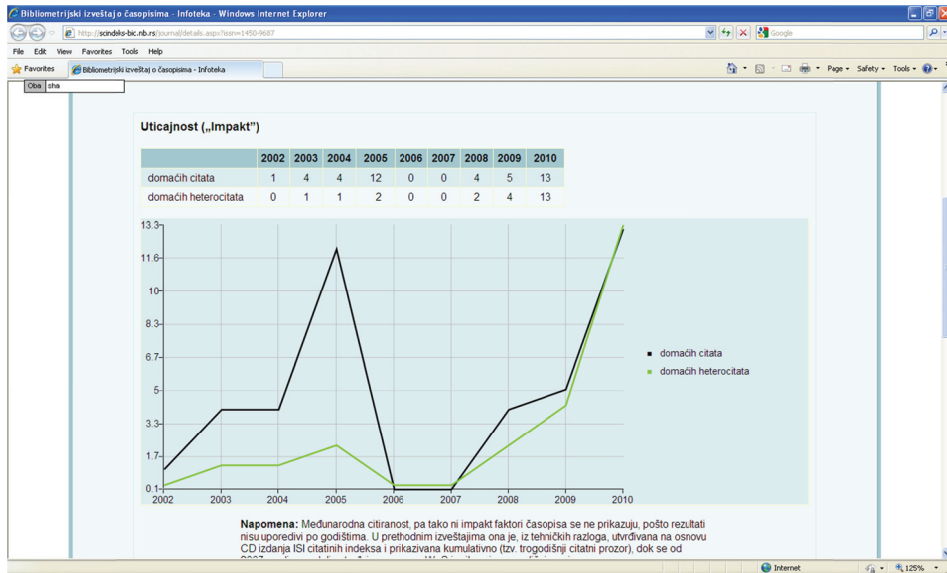 Bibliometrijski izveštaj o časopisima - Infoteka - Windows Internet Explorer
http://scindeks-bic.nb.rs/journal/details.aspx?issn=1450-9687
Google
File Edit View Favorites Tools Help
Favorites
Bibliometrijski izveštaj o časopisima - Infoteka
Page Safety Tools
Oba sha
Uticajnost („Impakt”)
2002 2003 2004 2005 2006 2007 2008 2009 2010
domaćih citata 1 4 4 12 0 0 4 5 13
domaćih heterocitata 0 1 1 2 0 0 2 4 13
13.3
11.6
10
8.3
6.7
5
3.3
1.7
0.1
2002 2003 2004 2005 2006 2007 2008 2009 2010
domaćih citata
domaćih heterocitata
Napomena: Međunarodna citiranost, pa tako ni impakt faktori časopisa se ne prikazuju, pošto rezultati
nisu uporedivi po godištima. U prethodnim izveštajima ona je, iz tehničkih razloga, utvrđivana na osnovu
CD izdanja ISI citatnih indeksa i prikazivana kumulativno (tzv. trogodišnji citatni prozor), dok se od
Internet
125%